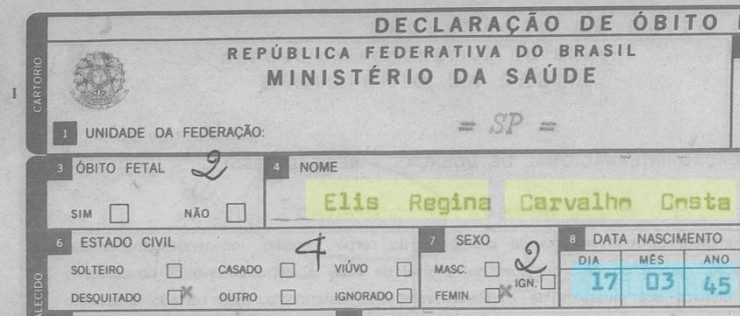 DECLARAÇÃO DE ÓBITO
REPÚBLICA FEDERATIVA DO BRASIL
MINISTÉRIO DA SAÚDE
CARTÓRIO
I
1 UNIDADE DA FEDERAÇÃO: = SP =
3 ÓBITO FETAL 2
SIM NÃO
4 NOME
Elis Regina Carvalho Costa
6 ESTADO CIVIL 4
SOLTEIRO CASADO VIÚVO
DESQUITADO x OUTRO IGNORADO
7 SEXO 2
MASC. IGN.
FEMIN. x
8 DATA NASCIMENTO
DIA MÊS ANO
17 03 45